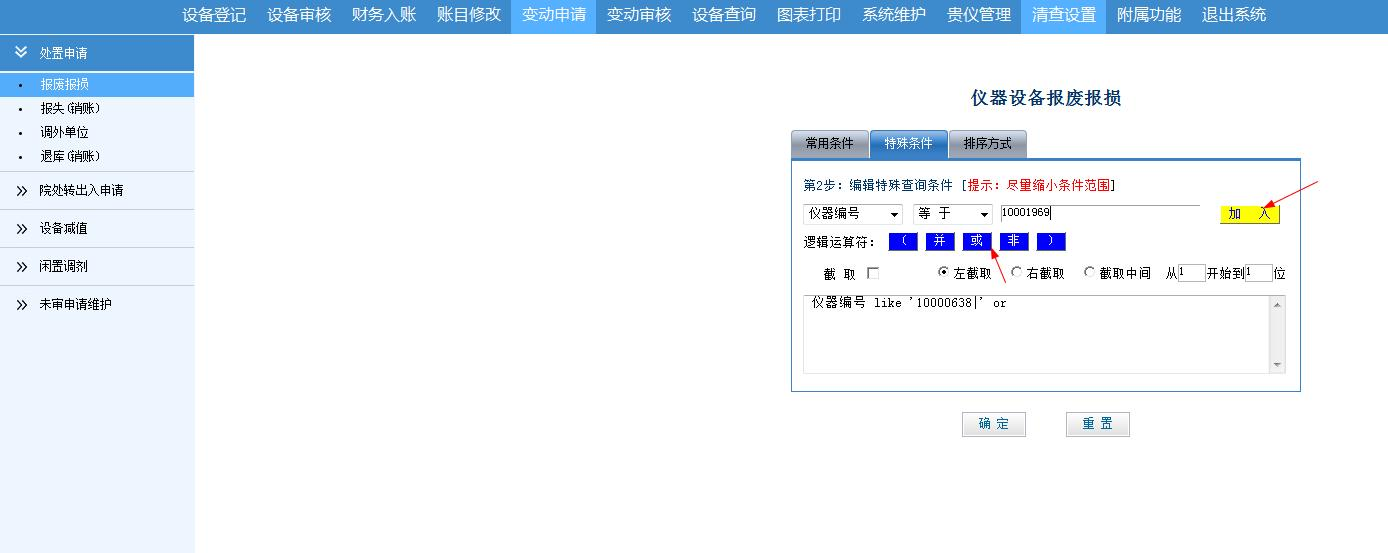 设备登记 设备审核 财务入账 账目修改 变动申请 变动审核 设备查询 图表打印 系统维护 贵仪管理 清查设置 附属功能 退出系统
处置申请
报废报损
报失(销账)
调外单位
退库(销账)
院处转出入申请
设备减值
闲置调剂
未审申请维护
仪器设备报废报损
常用条件 特殊条件 排序方式
第2步: 编辑特殊查询条件 [提示: 尽量缩小条件范围]
仪器编号 等 于 10001969 加 入
逻辑运算符: ( 并 或 非 )
截 取 左截取 右截取 截取中间 从1开始到1位
仪器编号 like '10000638|' or
确 定 重 置